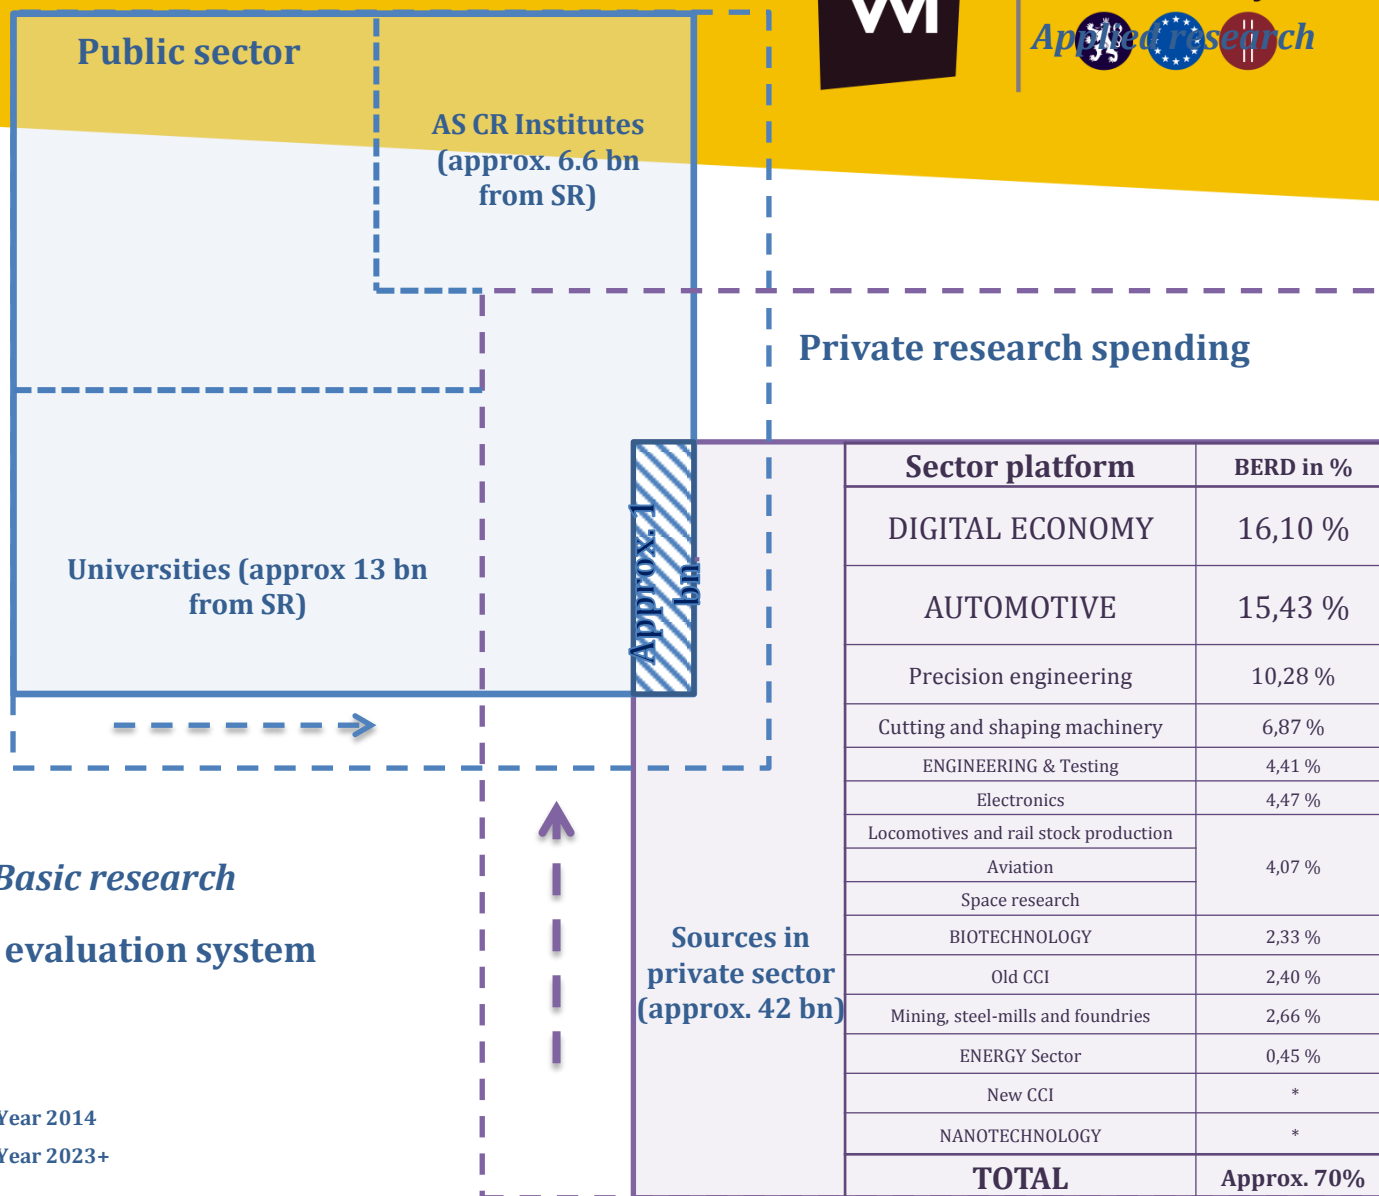 Applied research
Public sector
AS CR Institutes
(approx. 6.6 bn
from SR)
Private research spending
Universities (approx 13 bn
from SR)
Approx. 1
bn
Sector platform BERD in %
DIGITAL ECONOMY 16,10 %
AUTOMOTIVE 15,43 %
Precision engineering 10,28 %
Cutting and shaping machinery 6,87 %
ENGINEERING & Testing 4,41 %
Electronics 4,47 %
Locomotives and rail stock production
Aviation 4,07 %
Space research
BIOTECHNOLOGY 2,33 %
Old CCI 2,40 %
Mining, steel-mills and foundries 2,66 %
ENERGY Sector 0,45 %
New CCI *
NANOTECHNOLOGY *
TOTAL Approx. 70%
Sources in
private sector
(approx. 42 bn)
Basic research
evaluation system
Year 2014
Year 2023+